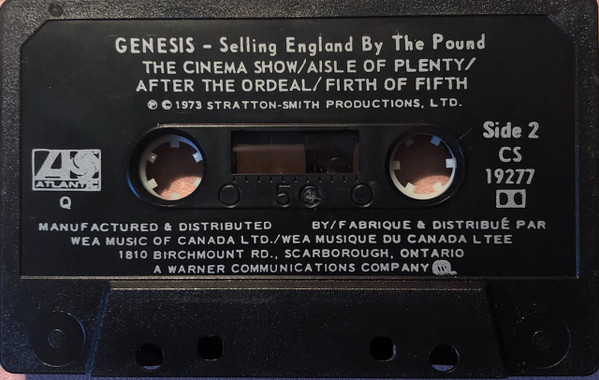 GENESIS - Selling England By The Pound
THE CINEMA SHOW/AISLE OF PLENTY/
AFTER THE ORDEAL/FIRTH OF FIFTH
℗ © 1973 STRATTON-SMITH PRODUCTIONS, LTD.
Side 2
CS
19277
ATLANTIC
Q
50
MANUFACTURED & DISTRIBUTED BY/FABRIQUE & DISTRIBUÉ PAR
WEA MUSIC OF CANADA LTD./WEA MUSIQUE DU CANADA LTEE
1810 BIRCHMOUNT RD., SCARBOROUGH, ONTARIO
A WARNER COMMUNICATIONS COMPANY